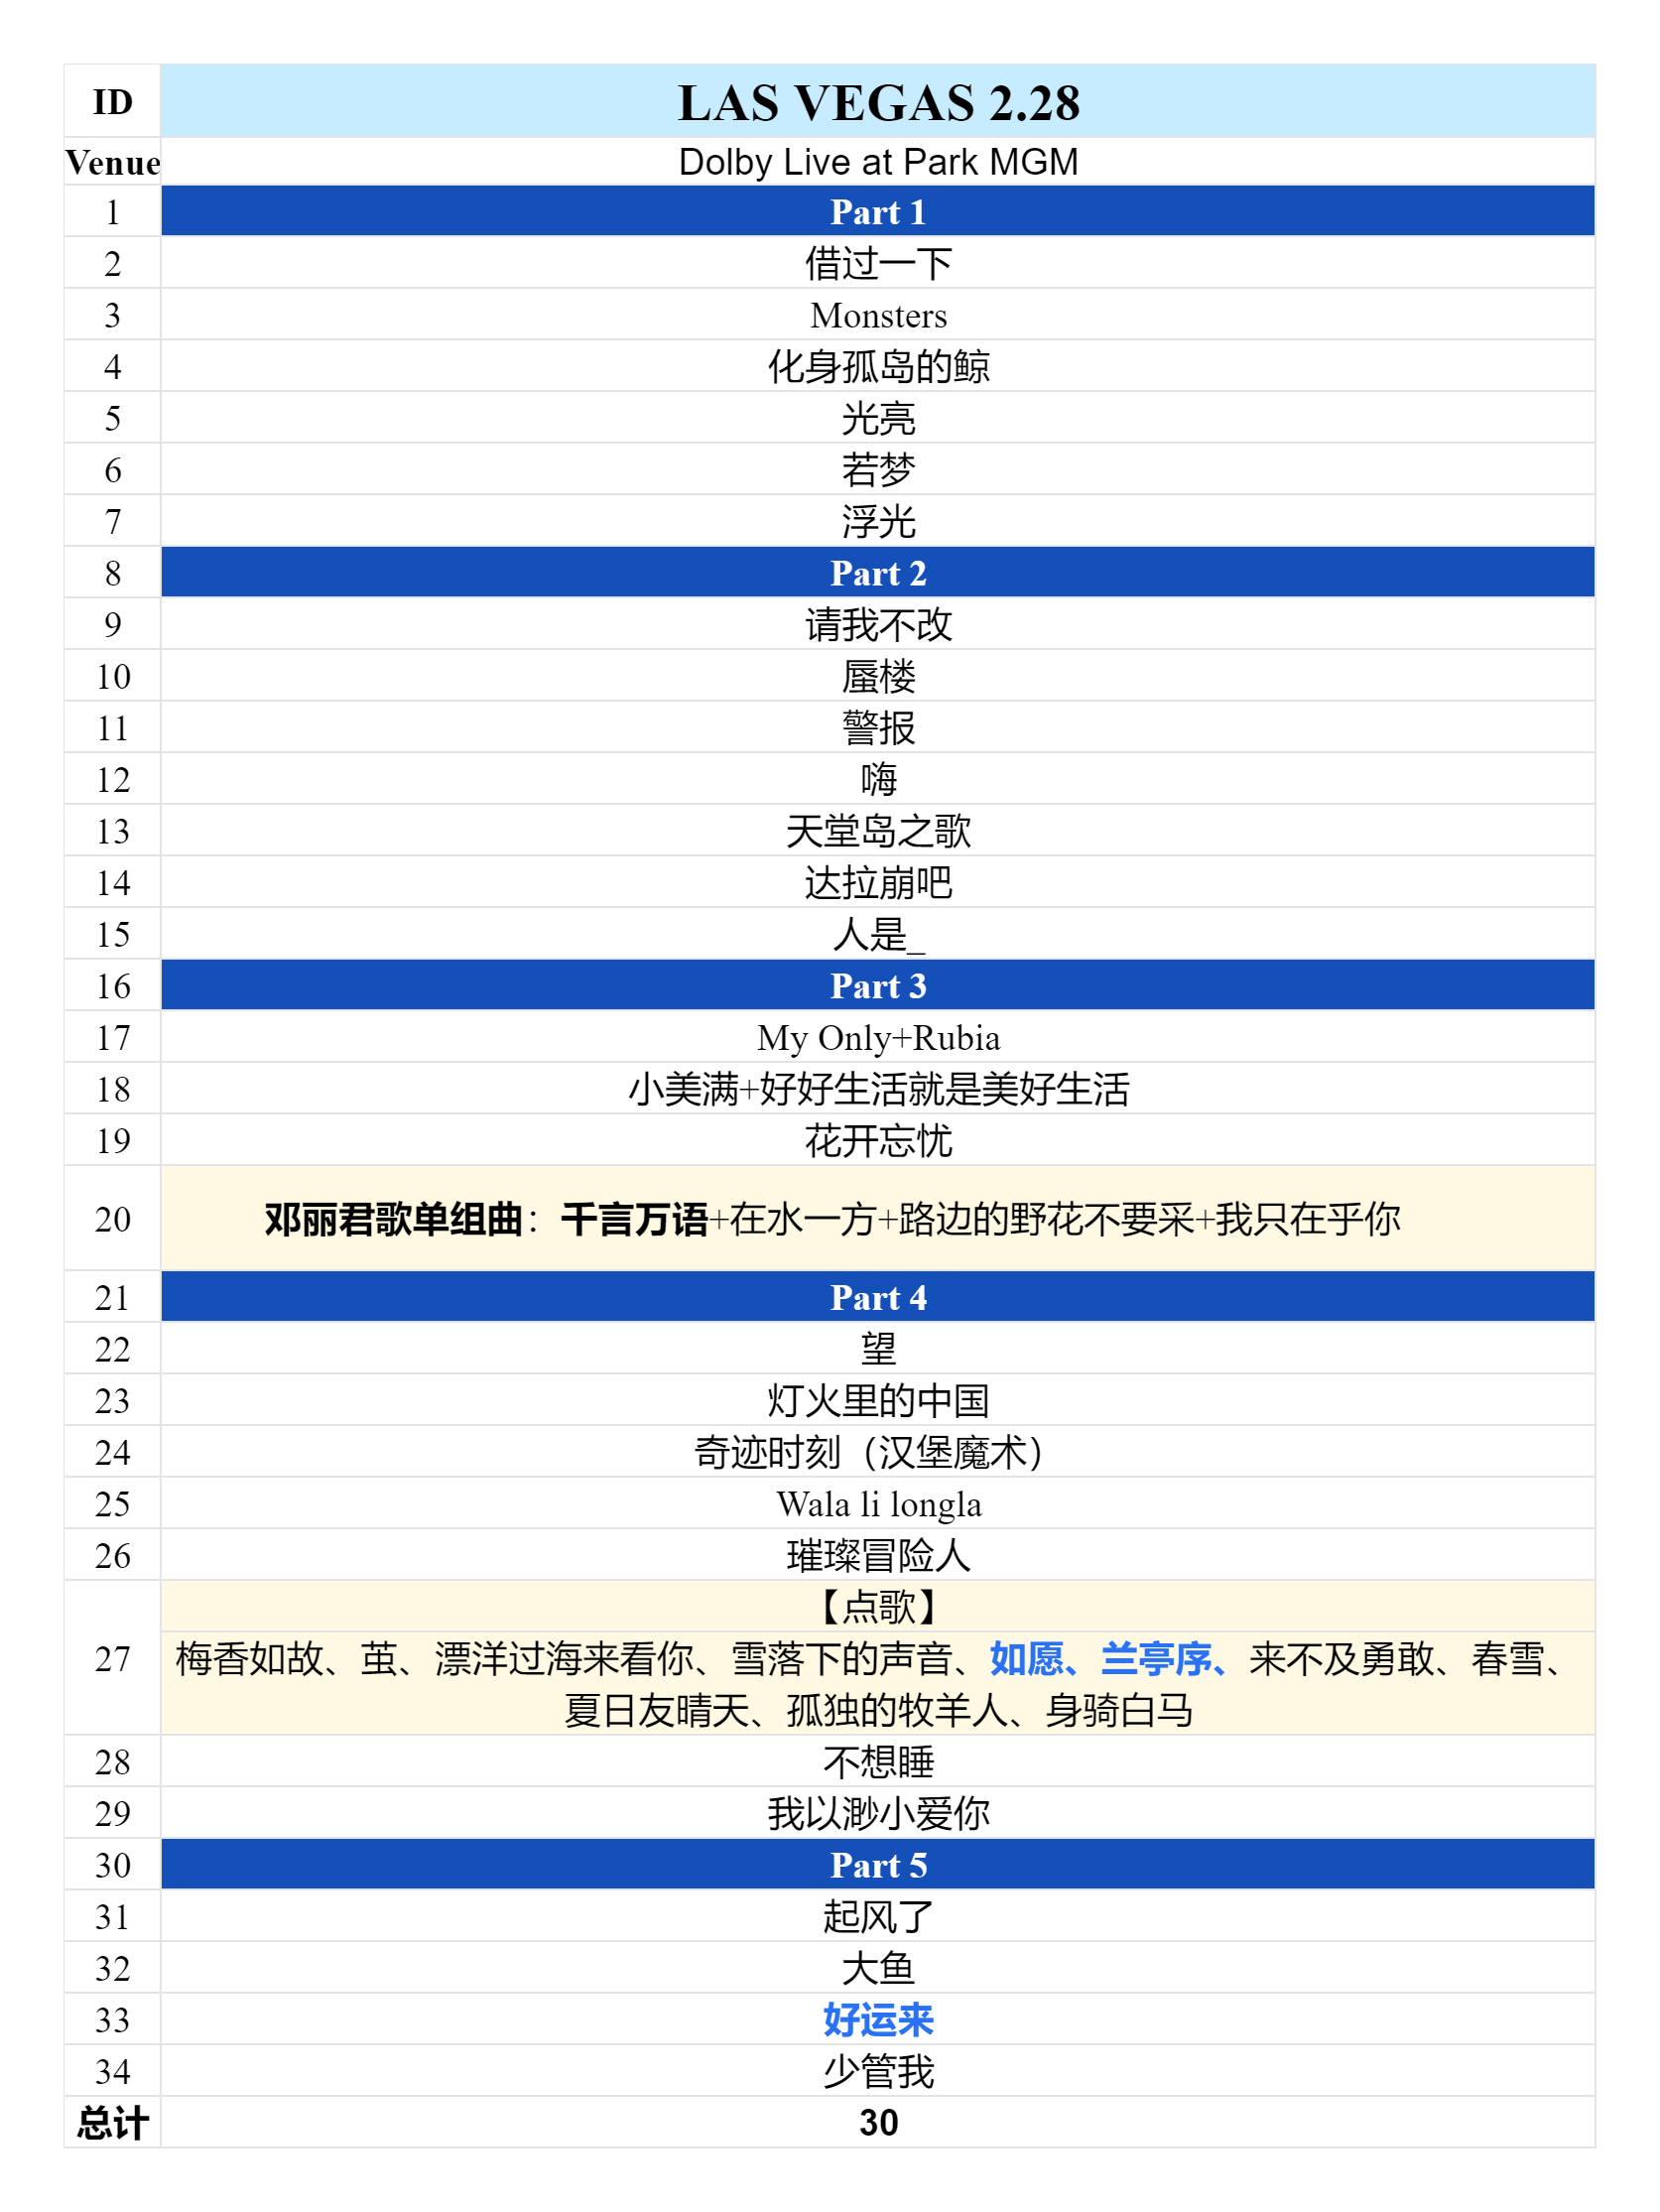 ID LAS VEGAS 2.28
Venue Dolby Live at Park MGM
1 Part 1
2 借过一下
3 Monsters
4 化身孤岛的鲸
5 光亮
6 若梦
7 浮光
8 Part 2
9 请我不改
10 蜃楼
11 警报
12 嗨
13 天堂岛之歌
14 达拉崩吧
15 人是_
16 Part 3
17 My Only+Rubia
18 小美满+好好生活就是美好生活
19 花开忘忧
20 邓丽君歌单组曲：千言万语+在水一方+路边的野花不要采+我只在乎你
21 Part 4
22 望
23 灯火里的中国
24 奇迹时刻（汉堡魔术）
25 Wala li longla
26 璀璨冒险人
【点歌】
27 梅香如故、茧、漂洋过海来看你、雪落下的声音、如愿、兰亭序、来不及勇敢、春雪、
夏日友晴天、孤独的牧羊人、身骑白马
28 不想睡
29 我以渺小爱你
30 Part 5
31 起风了
32 大鱼
33 好运来
34 少管我
总计 30